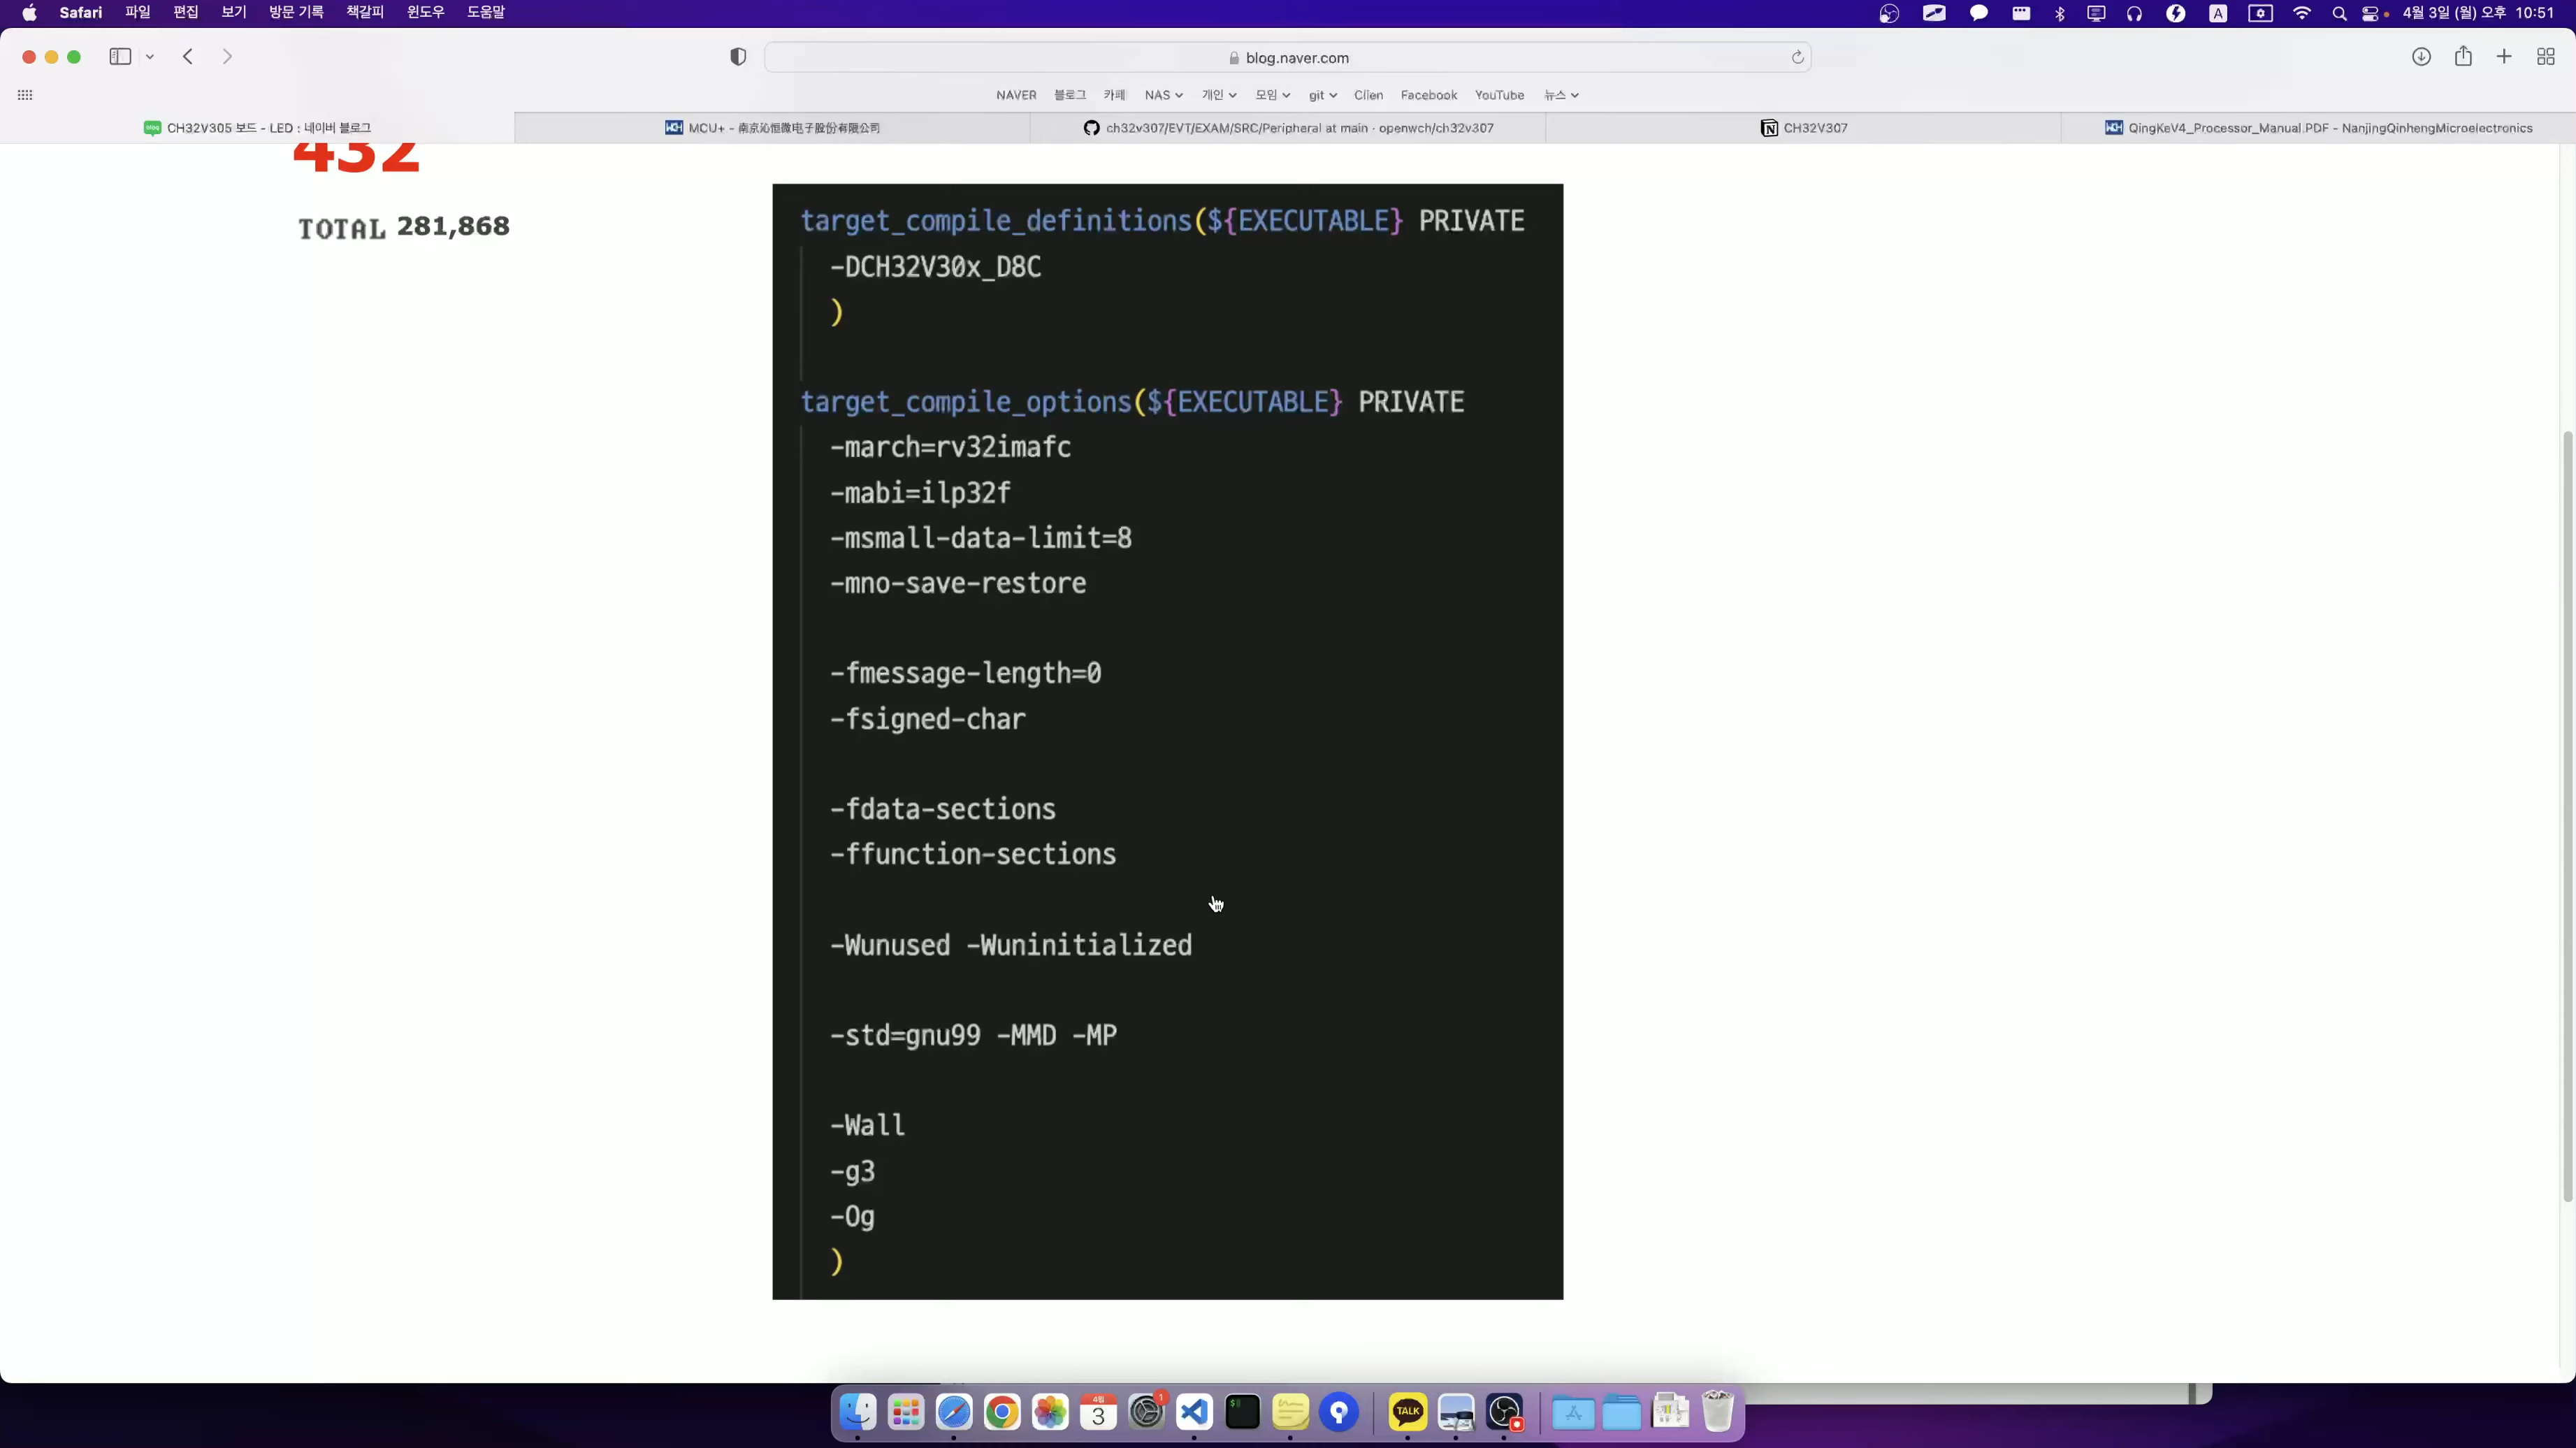 Safari 파일 편집 보기 방문 기록 책갈피 윈도우 도움말
A
4월 3일 (월) 오후 10:51
blog.naver.com
NAVER 블로그 카페 NAS 개인 모임 git Clien Facebook YouTube 뉴스
CH32V305 보드 - LED : 네이버 블로그
MCU+ - 南京沁恒微电子股份有限公司
ch32v307/EVT/EXAM/SRC/Peripheral at main · openwch/ch32v307
CH32V307
QingKeV4_Processor_Manual.PDF - NanjingQinhengMicroelectronics
432
TOTAL 281,868
target_compile_definitions(${EXECUTABLE} PRIVATE
-DCH32V30x_D8C
)
target_compile_options(${EXECUTABLE} PRIVATE
-march=rv32imafc
-mabi=ilp32f
-msmall-data-limit=8
-mno-save-restore
-fmessage-length=0
-fsigned-char
-fdata-sections
-ffunction-sections
-Wunused -Wuninitialized
-std=gnu99 -MMD -MP
-Wall
-g3
-Og
)
4월
3
1
TALK